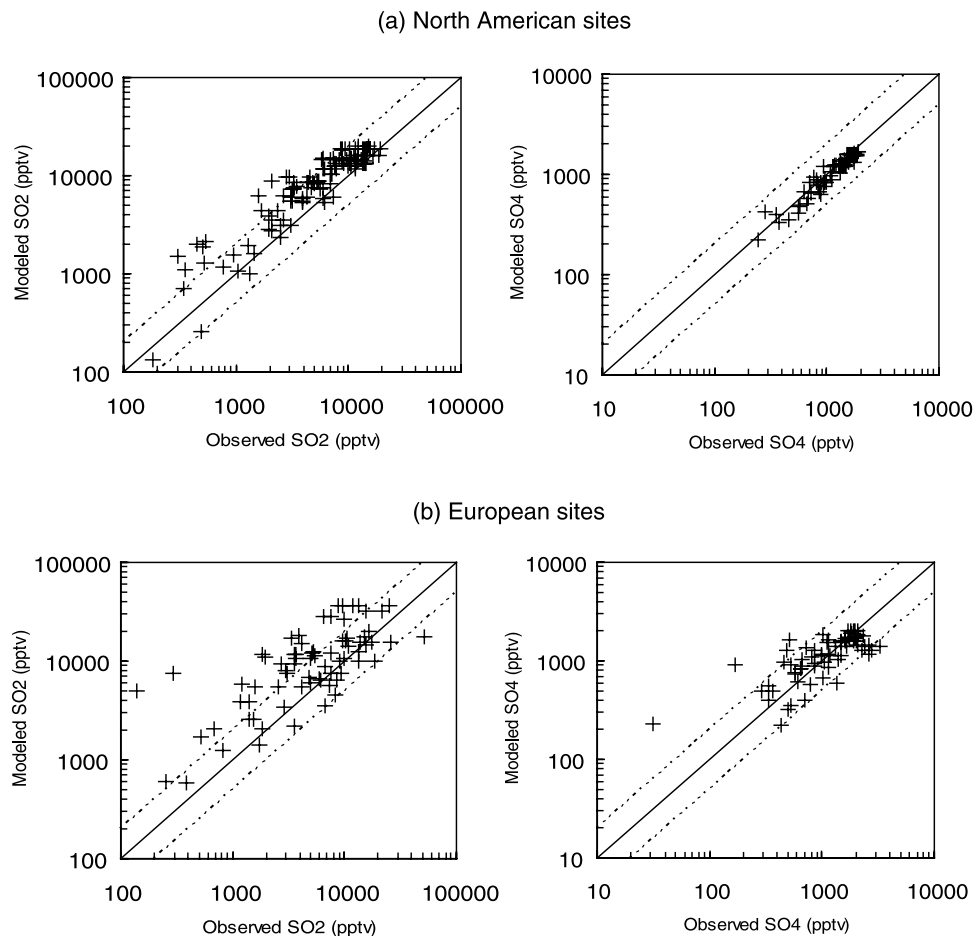 (a) North American sites
100000
10000
1000
100
Modeled SO2 (pptv)
100 1000 10000 100000
Observed SO2 (pptv)
10000
1000
100
10
Modeled SO4 (pptv)
10 100 1000 10000
Observed SO4 (pptv)
(b) European sites
100000
10000
1000
100
Modeled SO2 (pptv)
100 1000 10000 100000
Observed SO2 (pptv)
10000
1000
100
10
Modeled SO4 (pptv)
10 100 1000 10000
Observed SO4 (pptv)